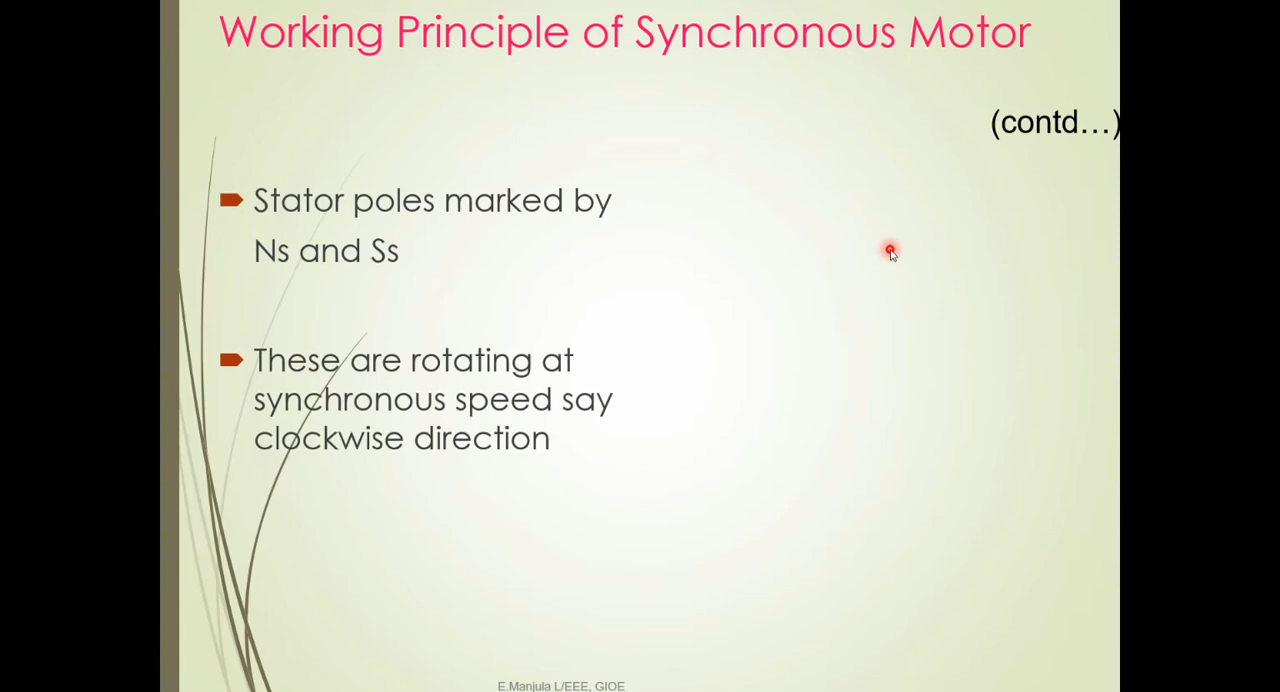 Working Principle of Synchronous Motor
(contd...)
Stator poles marked by
Ns and Ss
These are rotating at
synchronous speed say
clockwise direction
E.Manjula L/EEE, GIOE